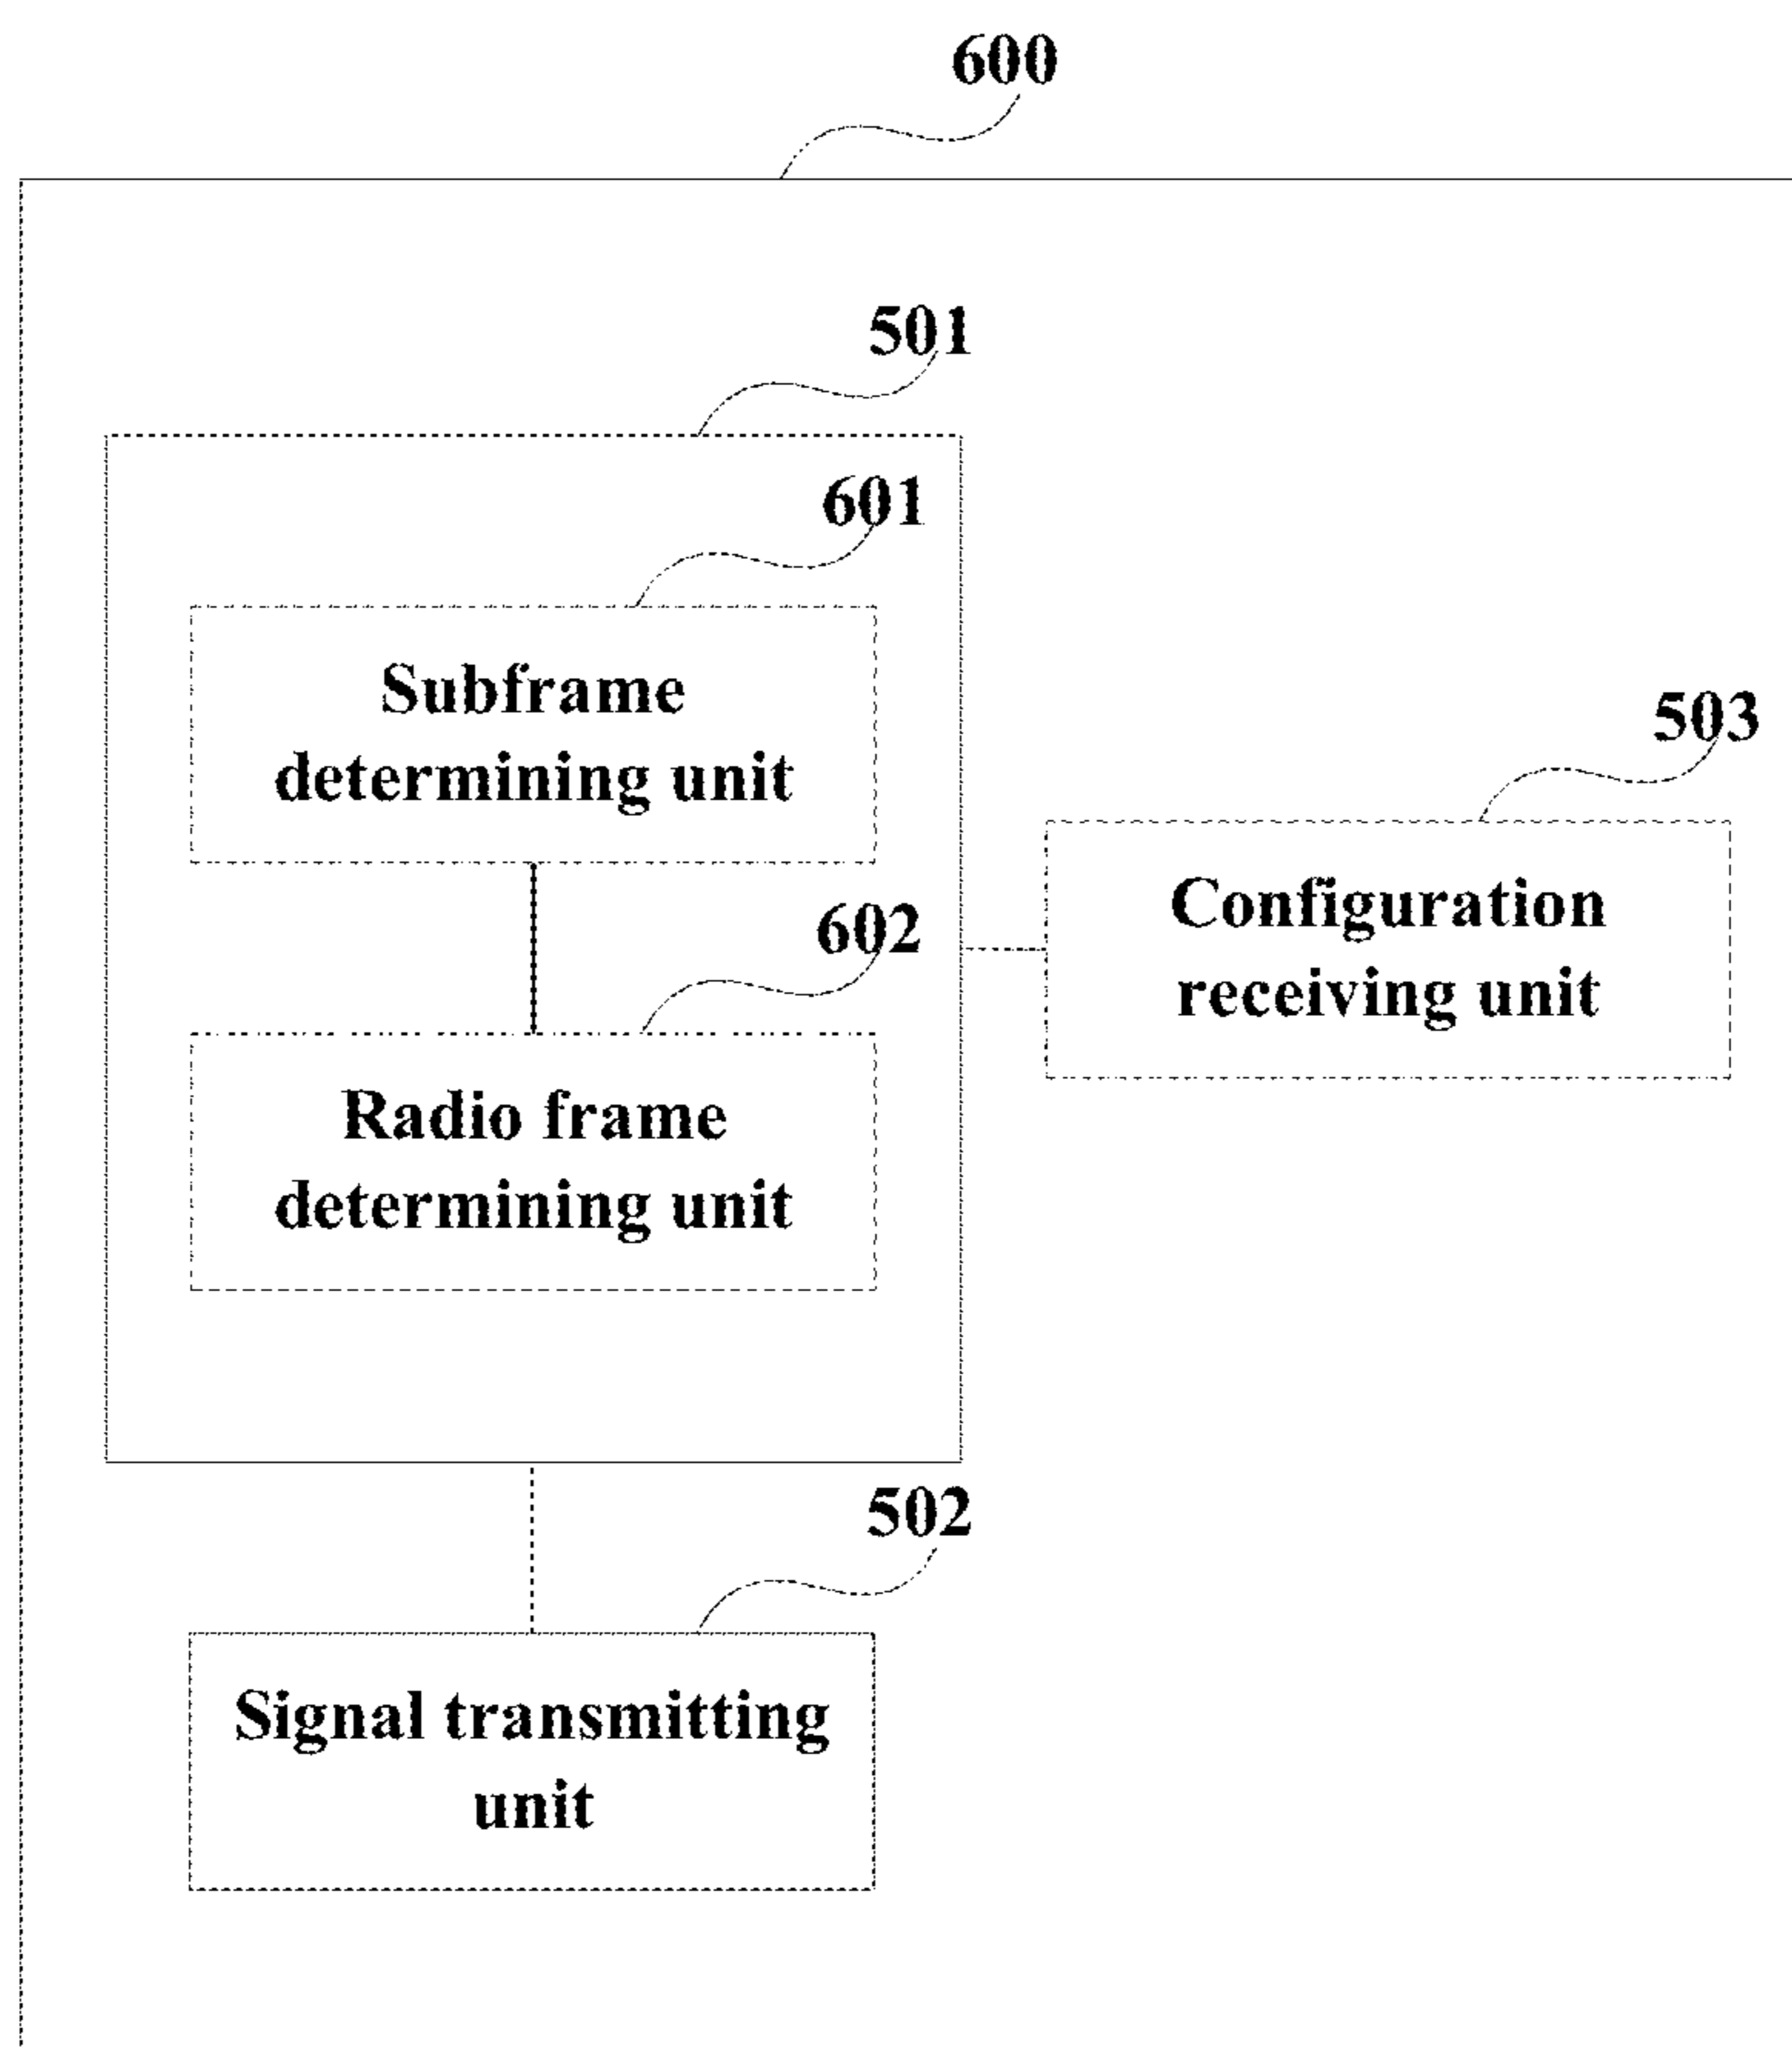 600
501
601
Subframe
determining unit
503
Configuration
receiving unit
602
Radio frame
determining unit
502
Signal transmitting
unit